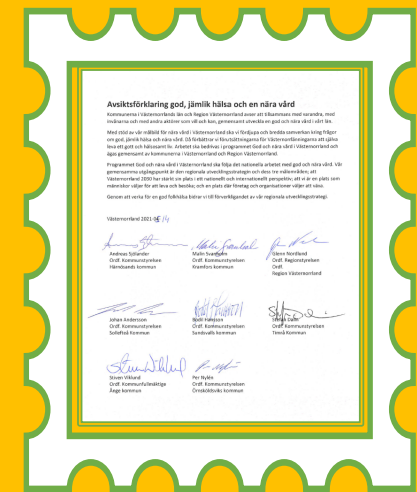 Avsiktsförklaring god, jämlik hälsa och en nära vård
Kommunerna i Västernorrlands län och Region Västernorrland avser att tillsammans med varandra, med
invånarna och med andra aktörer som vill och kan, gemensamt utveckla en god och nära vård i vårt län.
Med stöd av vår målbild för nära vård i Västernorrland ska vi fördjupa och bredda samverkan kring frågor
om god, jämlik hälsa och nära vård. Då förbättrar vi förutsättningarna för Västernorrlänningarna att själva
leva ett gott och hälsosamt liv. Arbetet ska bedrivas i programmet God och nära vård i Västernorrland och
ägas gemensamt av kommunerna i Västernorrland och Region Västernorrland.
Programmet God och nära vård i Västernorrland ska följa det nationella arbetet med god och nära vård. Vår
gemensamma utgångspunkt är den regionala utvecklingsstrategin och dess tre målområden; att
Västernorrland 2030 har stärkt sin plats i ett nationellt och internationellt perspektiv, att vi är en plats som
människor väljer för att leva och besöka; och en plats där företag och organisationer väljer att växa.
Genom att verka för en god folkhälsa bidrar vi till förverkligandet av vår regionala utvecklingsstrategi.
Västernorrland 2021-
Andreas Sjölander
Ordf. Kommunstyrelsen
Härnösands kommun
Malin Svanholm
Ordf. Kommunstyrelsen
Kramfors kommun
Glenn Nordlund
Ordf. Regionstyrelsen
Ordf.
Region Västernorrland
Johan Andersson
Ordf. Kommunstyrelsen
Sollefteå Kommun
Bodil Hansson
Ordf. Kommunstyrelsen
Sundsvalls kommun
Stefan Dalin
Ordf. Kommunstyrelsen
Timrå Kommun
Sten Viklund
Ordf. Kommunfullmäktige
Ånge kommun
Per Nylén
Ordf. Kommunstyrelsen
Örnsköldsviks kommun